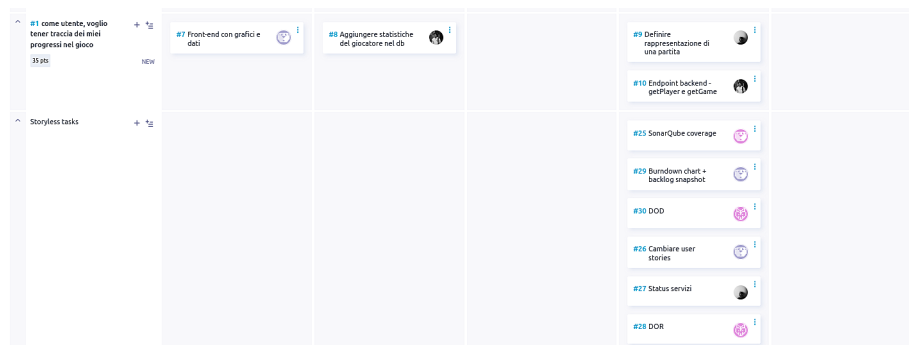 #1 come utente, voglio
tener traccia dei miei
progressi nel gioco
35 pts
NEW
#7 Front-end con grafici e
dati
#8 Aggiungere statistiche
del giocatore nel db
#9 Definire
rappresentazione di
una partita
#10 Endpoint backend -
getPlayer e getGame
Storyless tasks
#25 SonarQube coverage
#29 Burndown chart +
backlog snapshot
#30 DOD
#26 Cambiare user
stories
#27 Status servizi
#28 DOR